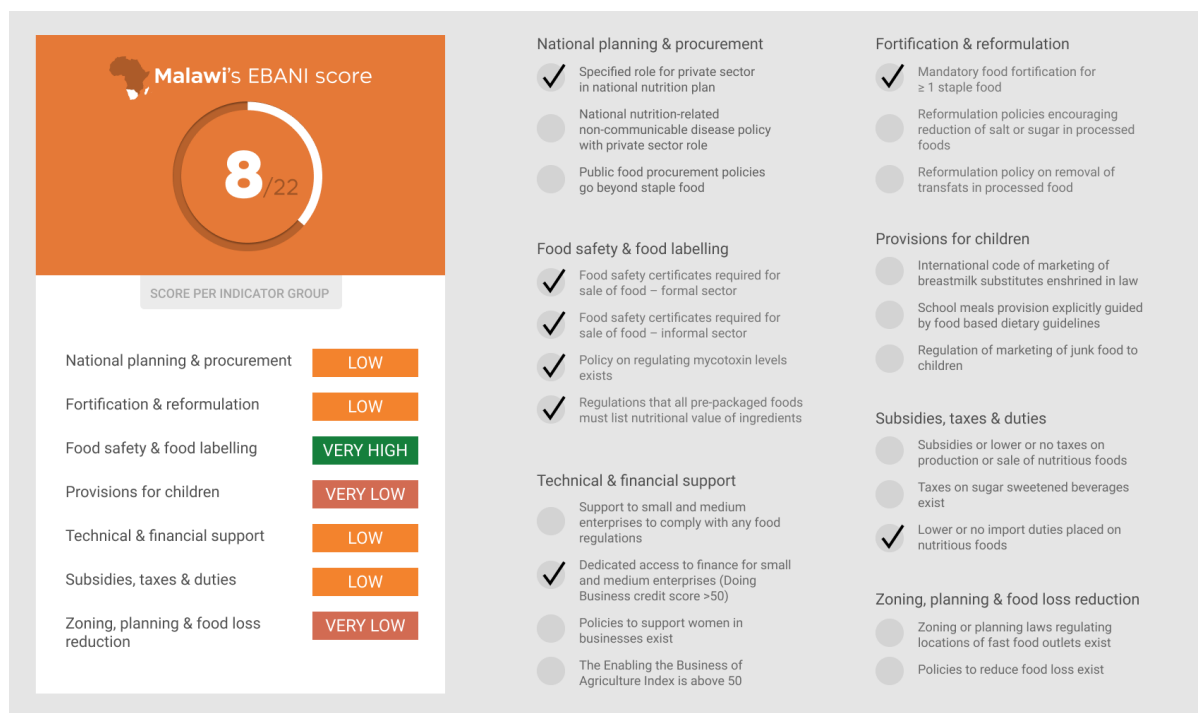 Malawi's EBANI score
8/22
SCORE PER INDICATOR GROUP
National planning & procurement
LOW
Fortification & reformulation
LOW
Food safety & food labelling
VERY HIGH
Provisions for children
VERY LOW
Technical & financial support
LOW
Subsidies, taxes & duties
LOW
Zoning, planning & food loss
reduction
VERY LOW
National planning & procurement
Specified role for private sector
in national nutrition plan
National nutrition-related
non-communicable disease policy
with private sector role
Public food procurement policies
go beyond staple food
Food safety & food labelling
Food safety certificates required for
sale of food – formal sector
Food safety certificates required for
sale of food – informal sector
Policy on regulating mycotoxin levels
exists
Regulations that all pre-packaged foods
must list nutritional value of ingredients
Technical & financial support
Support to small and medium
enterprises to comply with any food
regulations
Dedicated access to finance for small
and medium enterprises (Doing
Business credit score >50)
Policies to support women in
businesses exist
The Enabling the Business of
Agriculture Index is above 50
Fortification & reformulation
Mandatory food fortification for
≥ 1 staple food
Reformulation policies encouraging
reduction of salt or sugar in processed
foods
Reformulation policy on removal of
transfats in processed food
Provisions for children
International code of marketing of
breastmilk substitutes enshrined in law
School meals provision explicitly guided
by food based dietary guidelines
Regulation of marketing of junk food to
children
Subsidies, taxes & duties
Subsidies or lower or no taxes on
production or sale of nutritious foods
Taxes on sugar sweetened beverages
exist
Lower or no import duties placed on
nutritious foods
Zoning, planning & food loss reduction
Zoning or planning laws regulating
locations of fast food outlets exist
Policies to reduce food loss exist